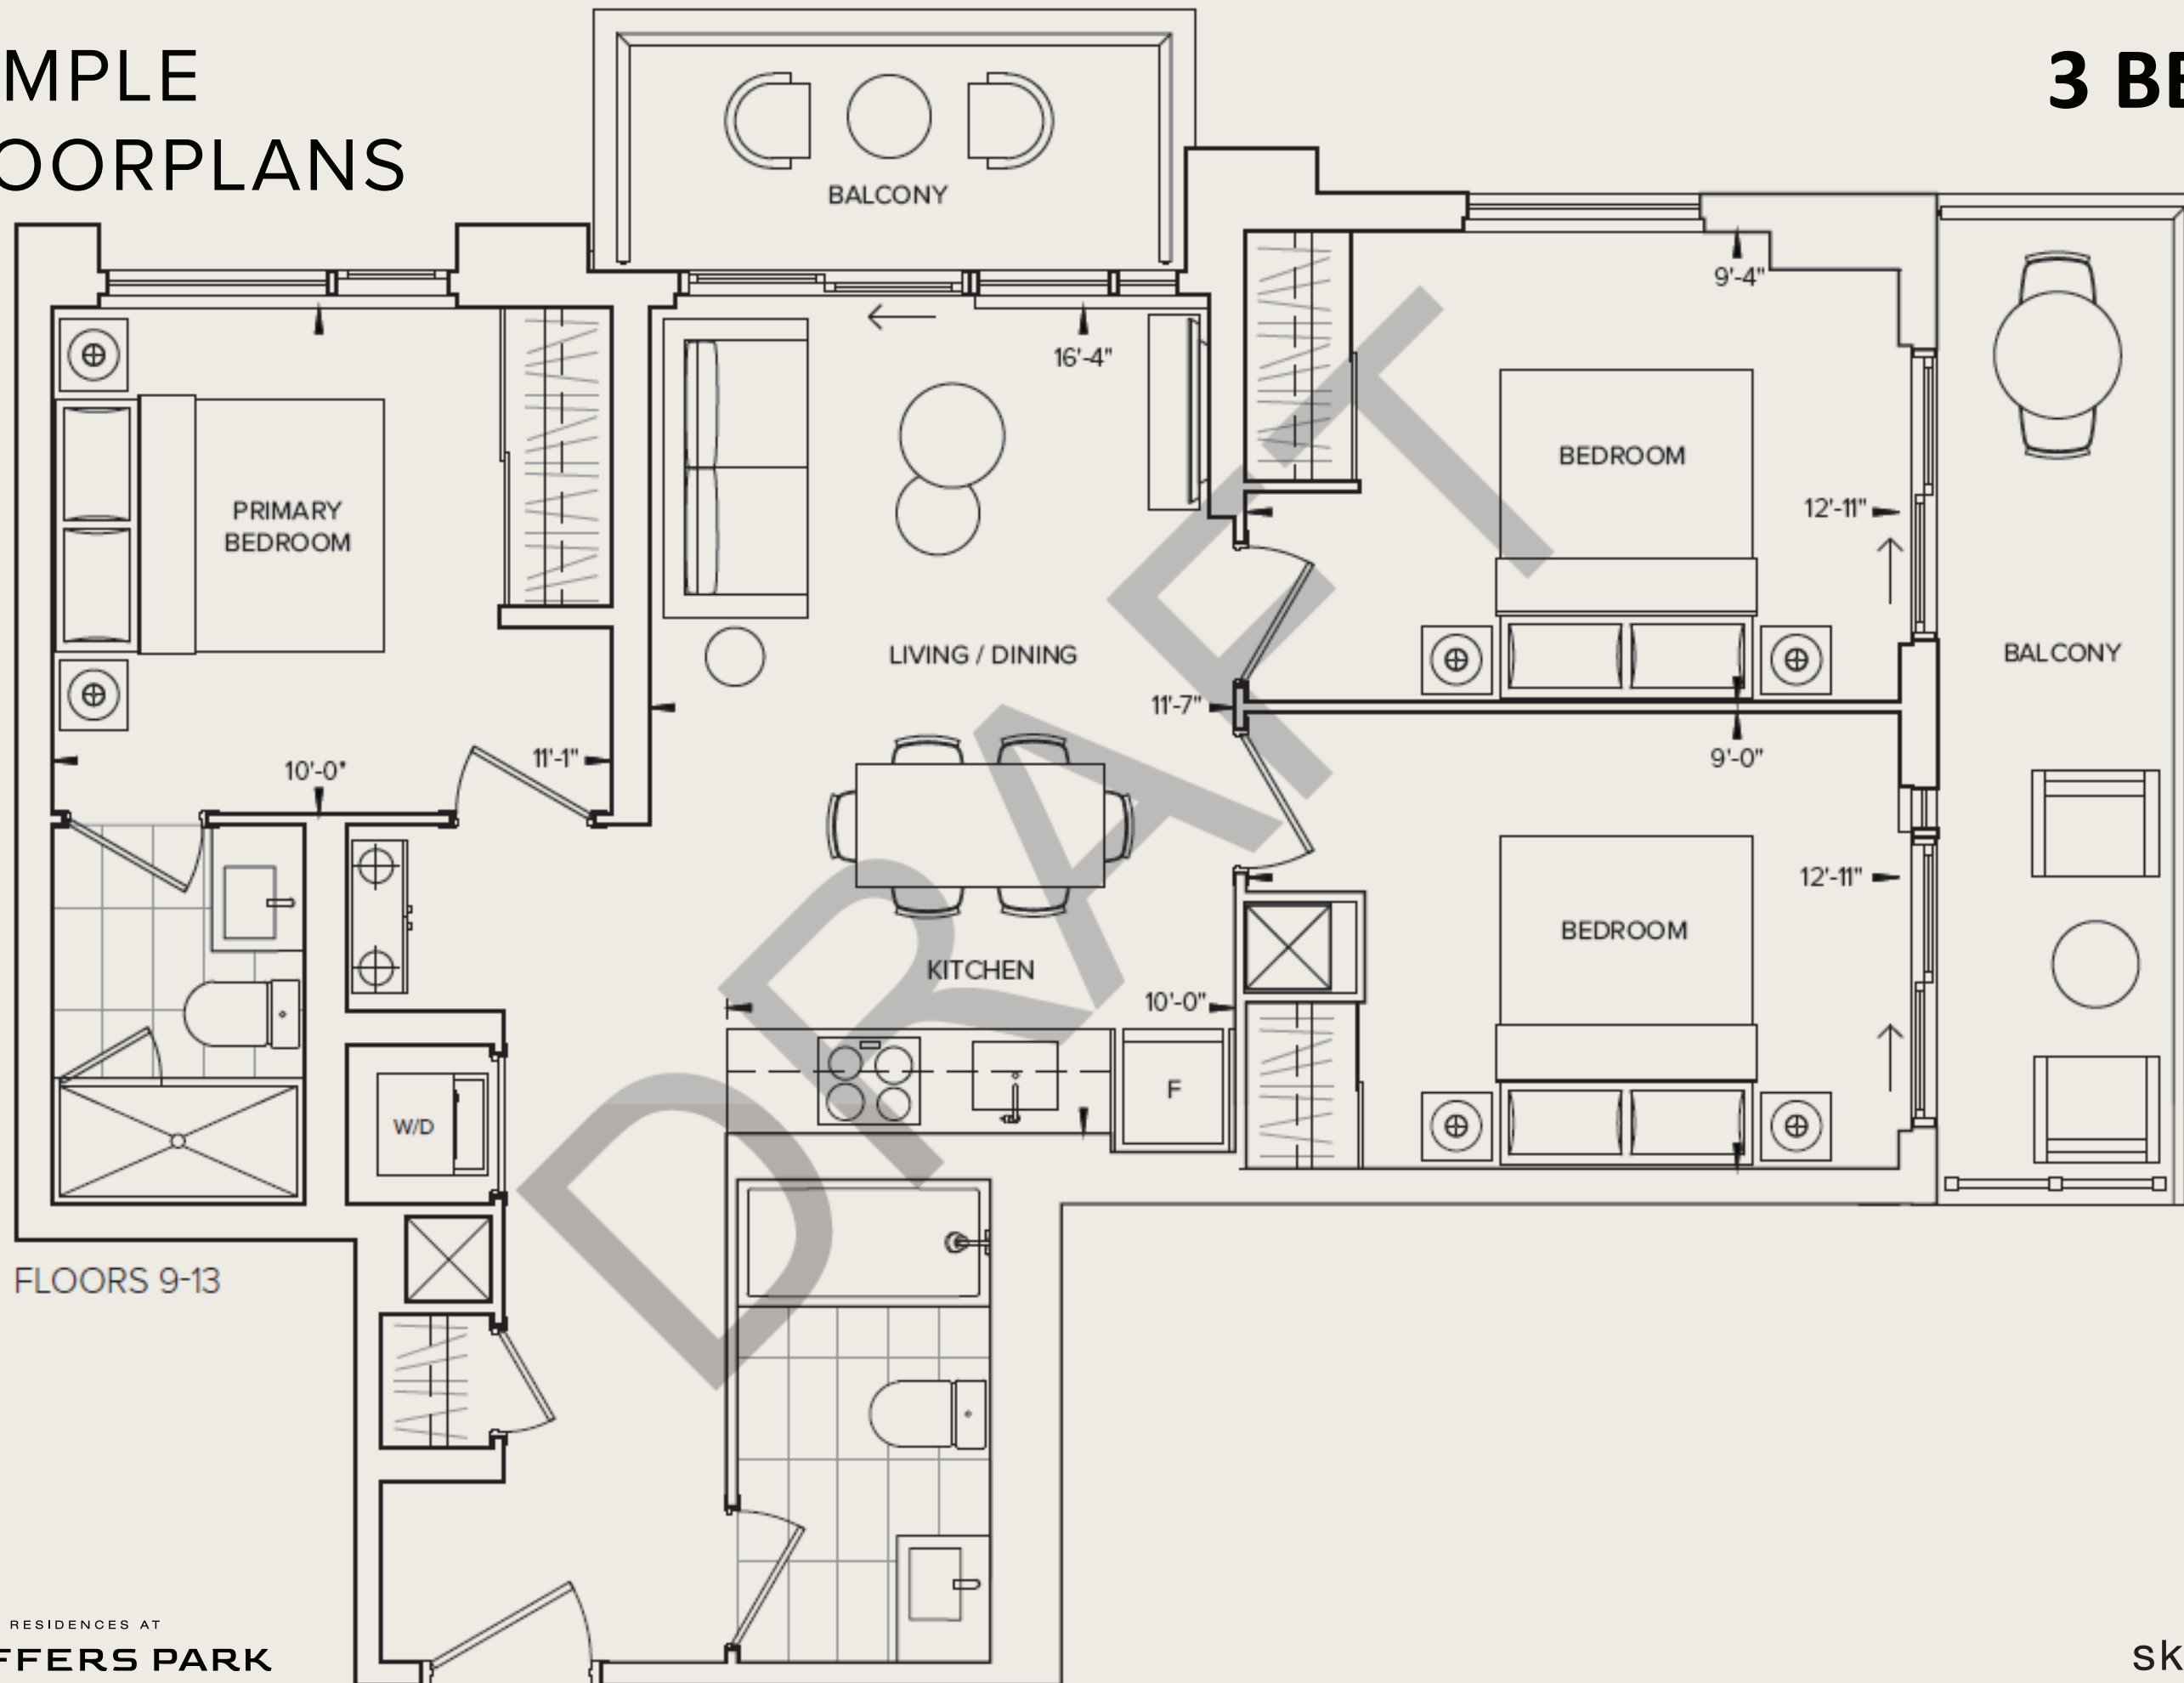 MPLE
OORPLANS
3 BE
BALCONY
9'-4"
16'-4"
BEDROOM
PRIMARY
BEDROOM
12'-11"
LIVING / DINING
BALCONY
11'-7"
11'-1"
10'-0"
9'-0"
12'-11"
BEDROOM
KITCHEN
10'-0"
F
W/D
DRAFT
FLOORS 9-13
RESIDENCES AT
FFERS PARK
sk